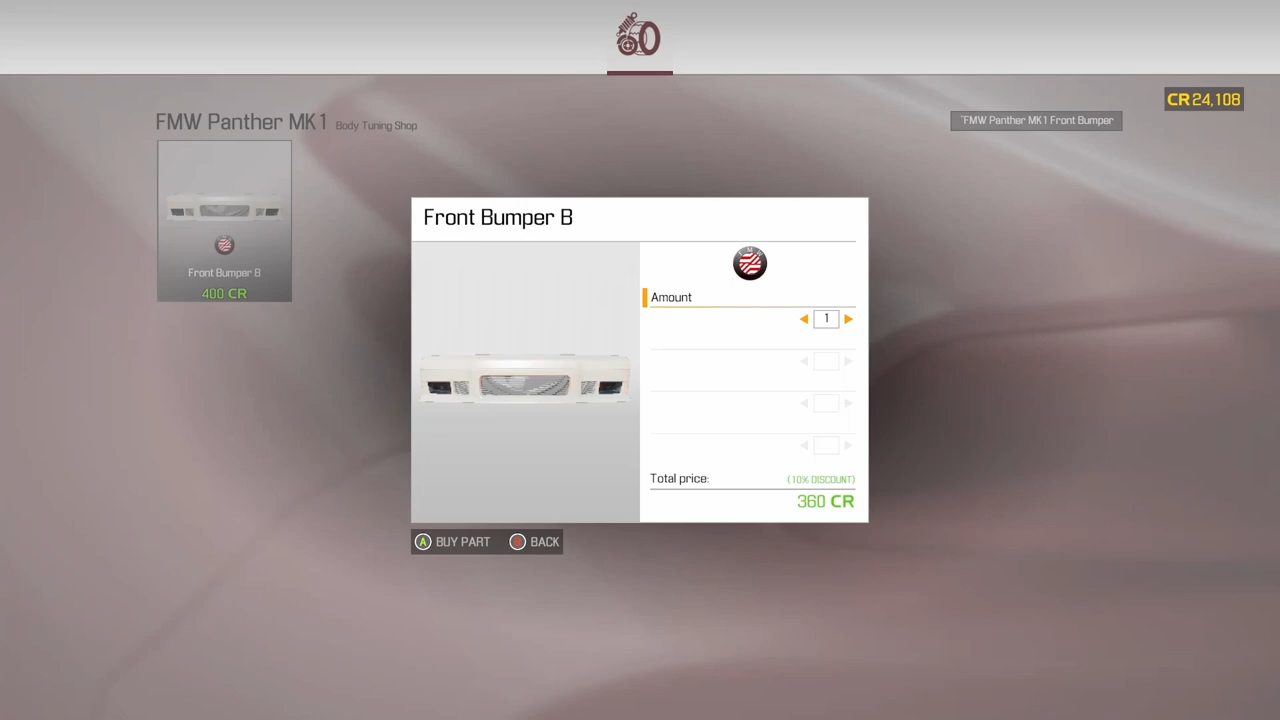 CR 24,108
FMW Panther MK1 Body Tuning Shop
"FMW Panther MK1 Front Bumper
Front Bumper B
400 CR
Front Bumper B
F M W
Amount
1
Total price: (10% DISCOUNT)
360 CR
A BUY PART B BACK